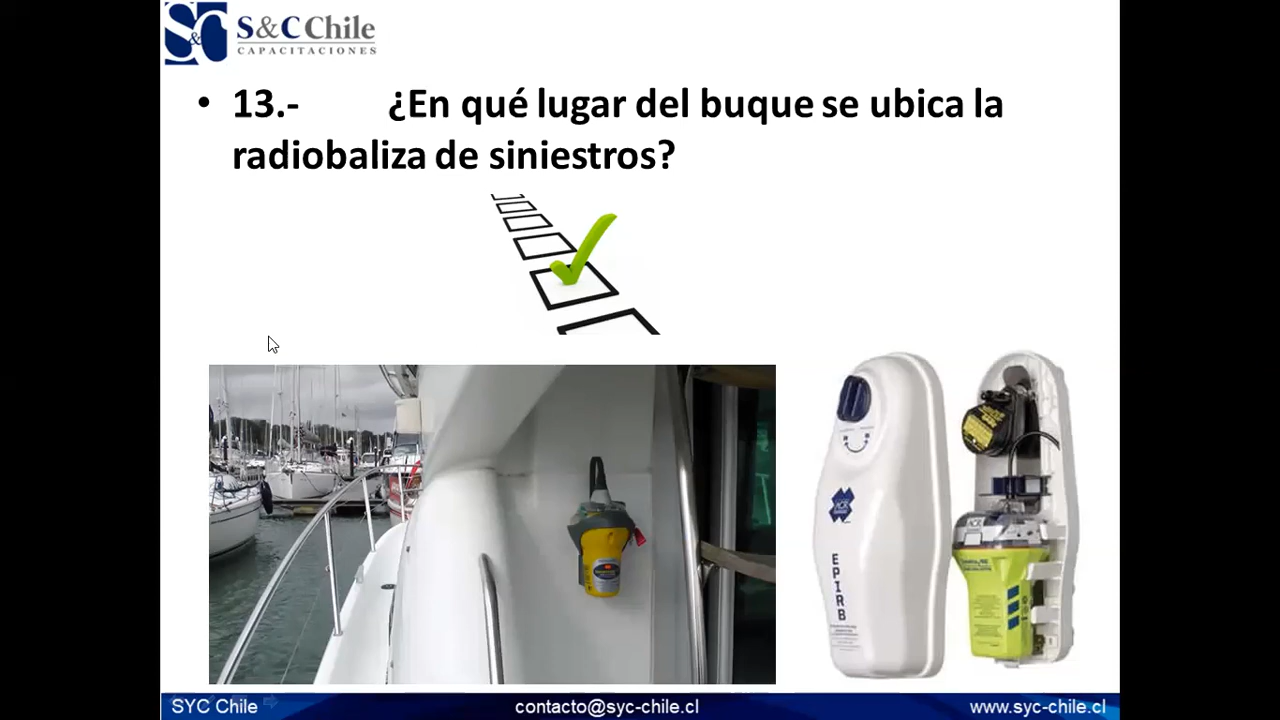 S&C Chile
CAPACITACIONES
• 13.- ¿En qué lugar del buque se ubica la
radiobaliza de siniestros?
ACR
EPIRB
SYC Chile
contacto@syc-chile.cl
www.syc-chile.cl